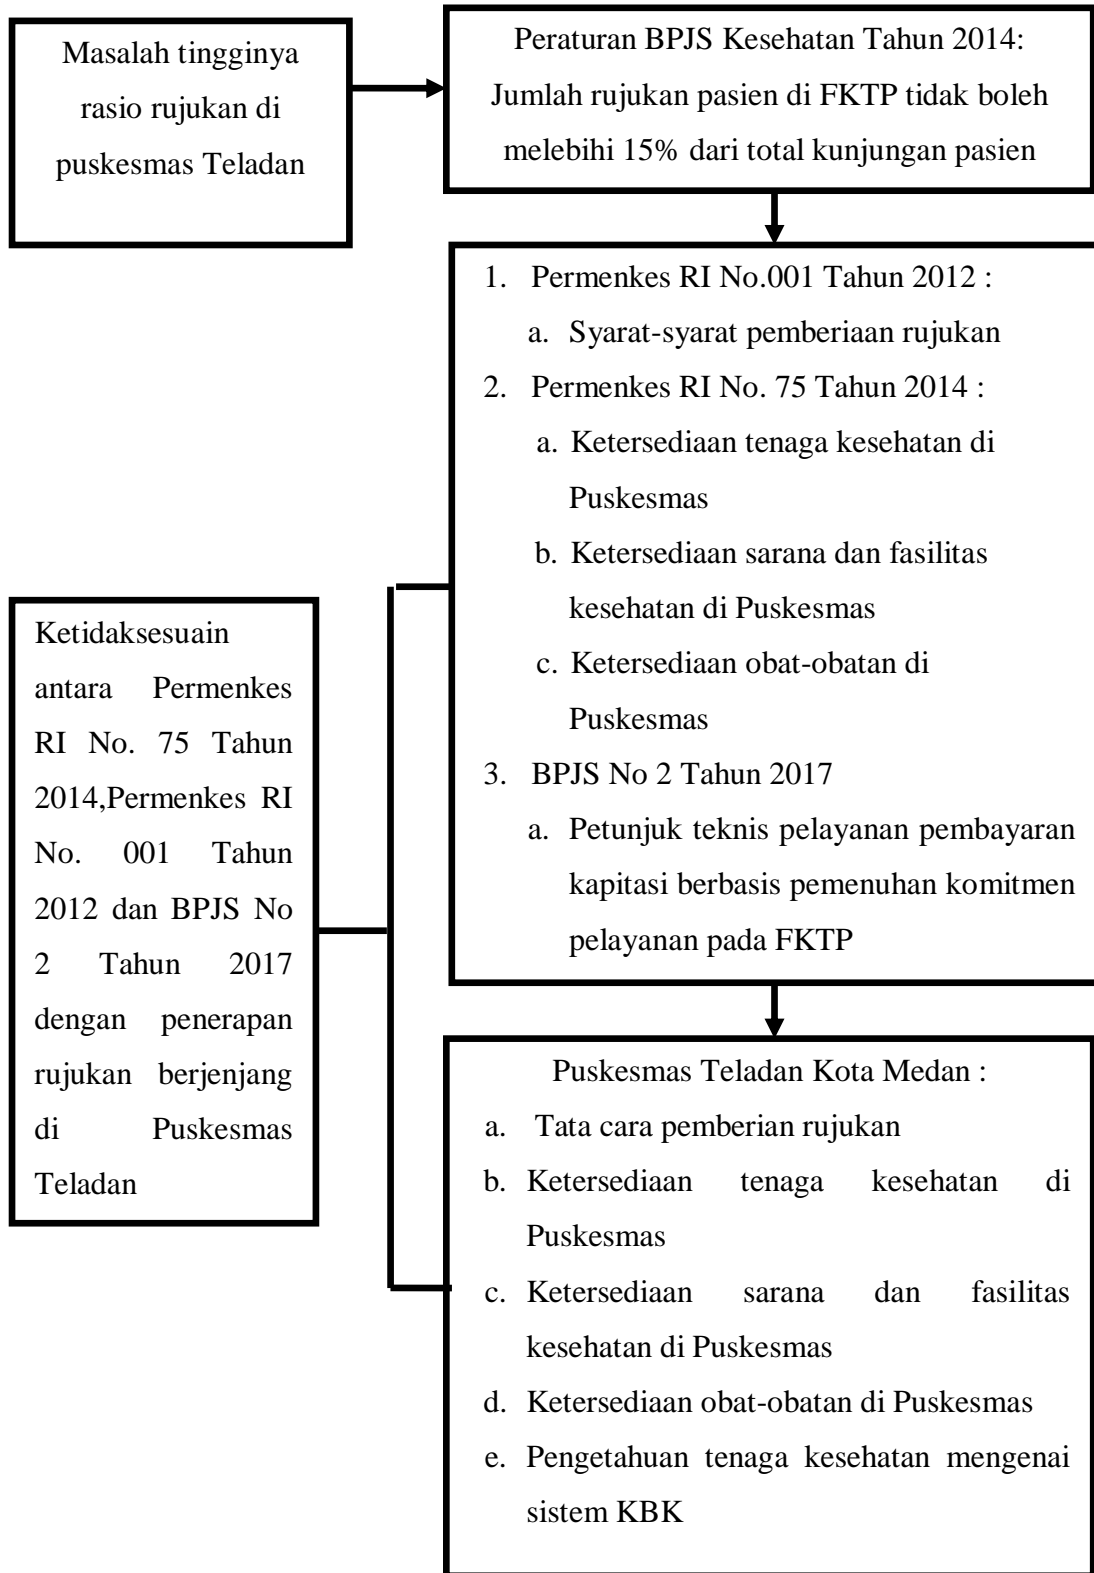 Masalah tingginya
rasio rujukan di
puskesmas Teladan
Peraturan BPJS Kesehatan Tahun 2014:
Jumlah rujukan pasien di FKTP tidak boleh
melebihi 15% dari total kunjungan pasien
1. Permenkes RI No.001 Tahun 2012 :
a. Syarat-syarat pemberiaan rujukan
2. Permenkes RI No. 75 Tahun 2014 :
a. Ketersediaan tenaga kesehatan di
Puskesmas
b. Ketersediaan sarana dan fasilitas
kesehatan di Puskesmas
c. Ketersediaan obat-obatan di
Puskesmas
3. BPJS No 2 Tahun 2017
a. Petunjuk teknis pelayanan pembayaran
kapitasi berbasis pemenuhan komitmen
pelayanan pada FKTP
Ketidaksesuain
antara Permenkes
RI No. 75 Tahun
2014,Permenkes RI
No. 001 Tahun
2012 dan BPJS No
2 Tahun 2017
dengan penerapan
rujukan berjenjang
di Puskesmas
Teladan
Puskesmas Teladan Kota Medan :
a. Tata cara pemberian rujukan
b. Ketersediaan tenaga kesehatan di
Puskesmas
c. Ketersediaan sarana dan fasilitas
kesehatan di Puskesmas
d. Ketersediaan obat-obatan di Puskesmas
e. Pengetahuan tenaga kesehatan mengenai
sistem KBK